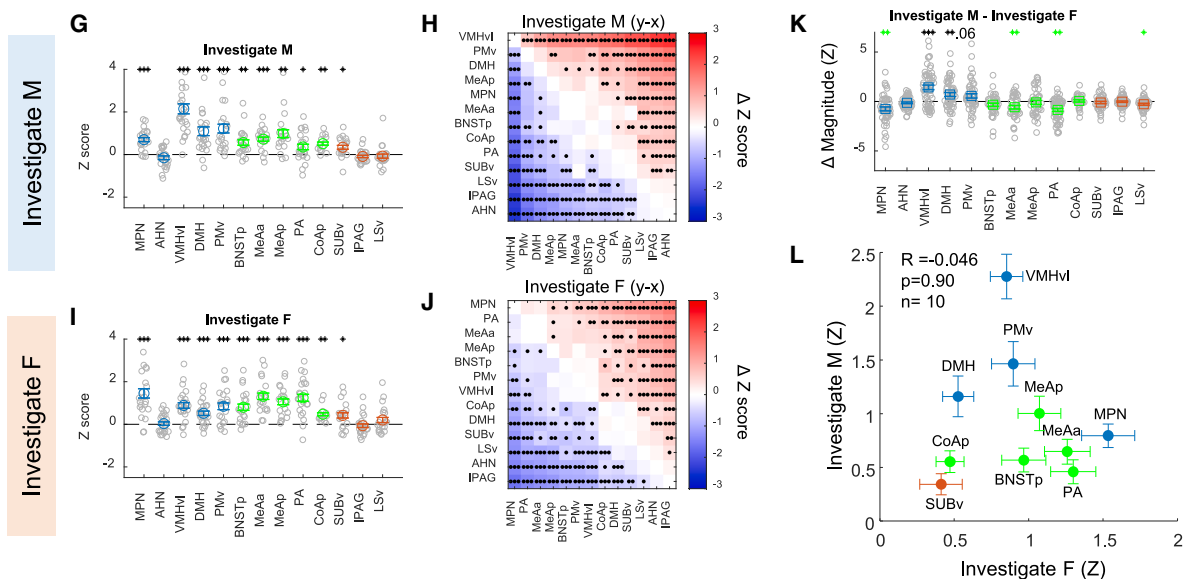 Investigate M
G
Investigate M
Z score
4
2
0
-2
+++ +++ +++ +++ ++ +++ +++ + ++ +
MPN
AHN
VMHvl
DMH
PMv
BNSTp
MeAa
MeAp
PA
CoAp
SUBv
lPAG
LSv
H
Investigate M (y-x)
VMHvl
PMv
DMH
MeAp
MPN
MeAa
BNSTp
CoAp
PA
SUBv
LSv
lPAG
AHN
VMHvl
PMv
DMH
MeAp
MPN
MeAa
BNSTp
CoAp
PA
SUBv
LSv
lPAG
AHN
3
2
1
0
-1
-2
-3
Δ Z score
K
Investigate M - Investigate F
++ +++ ++ .06 ++ ++ +
Δ Magnitude (Z)
5
0
-5
MPN
AHN
VMHvl
DMH
PMv
BNSTp
MeAa
MeAp
PA
CoAp
SUBv
lPAG
LSv
Investigate F
I
Investigate F
Z score
4
2
0
-2
+++ +++ +++ +++ +++ +++ +++ +++ ++ +
MPN
AHN
VMHvl
DMH
PMv
BNSTp
MeAa
MeAp
PA
CoAp
SUBv
lPAG
LSv
J
Investigate F (y-x)
MPN
PA
MeAa
MeAp
BNSTp
PMv
VMHvl
CoAp
DMH
SUBv
LSv
AHN
lPAG
MPN
PA
MeAa
MeAp
BNSTp
PMv
VMHvl
CoAp
DMH
SUBv
LSv
AHN
lPAG
3
2
1
0
-1
-2
-3
Δ Z score
L
R =-0.046
p=0.90
n= 10
VMHvl
PMv
DMH
MeAp
MPN
MeAa
CoAp
BNSTp
PA
SUBv
Investigate M (Z)
2.5
2
1.5
1
0.5
0
0 0.5 1 1.5 2
Investigate F (Z)